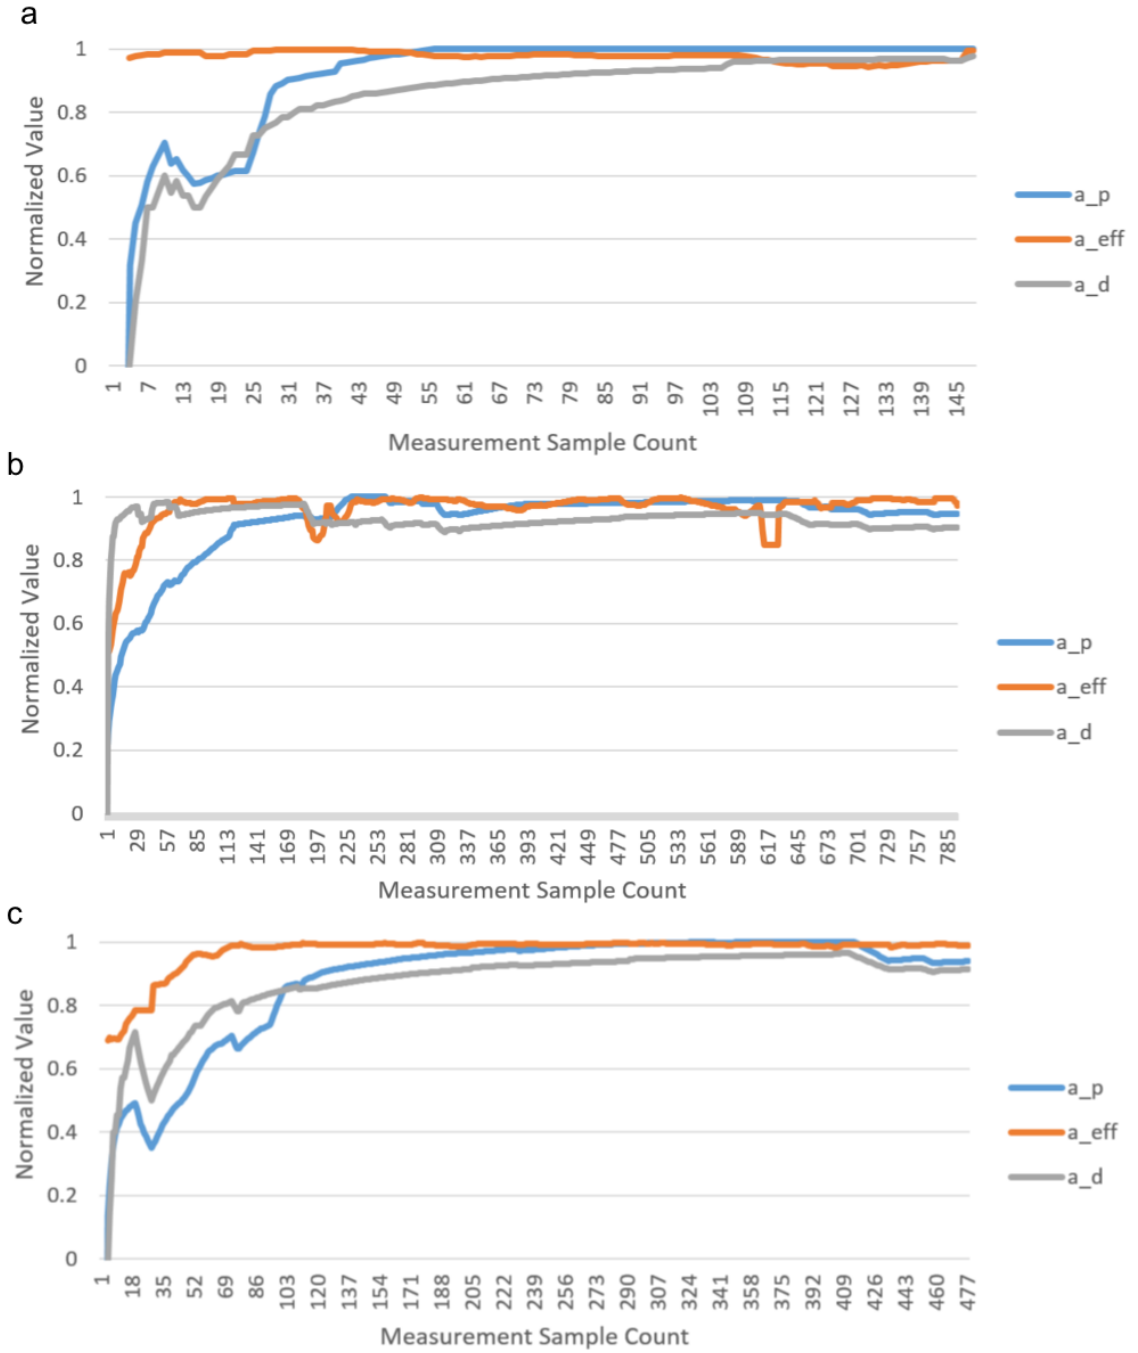 a
1
0.8
0.6
0.4
0.2
0
Normalized Value
1 7 13 19 25 31 37 43 49 55 61 67 73 79 85 91 97 103 109 115 121 127 133 139 145
Measurement Sample Count
a_p
a_eff
a_d
b
1
0.8
0.6
0.4
0.2
0
Normalized Value
1 29 57 85 113 141 169 197 225 253 281 309 337 365 393 421 449 477 505 533 561 589 617 645 673 701 729 757 785
Measurement Sample Count
a_p
a_eff
a_d
c
1
0.8
0.6
0.4
0.2
0
Normalized Value
1 18 35 52 69 86 103 120 137 154 171 188 205 222 239 256 273 290 307 324 341 358 375 392 409 426 443 460 477
Measurement Sample Count
a_p
a_eff
a_d